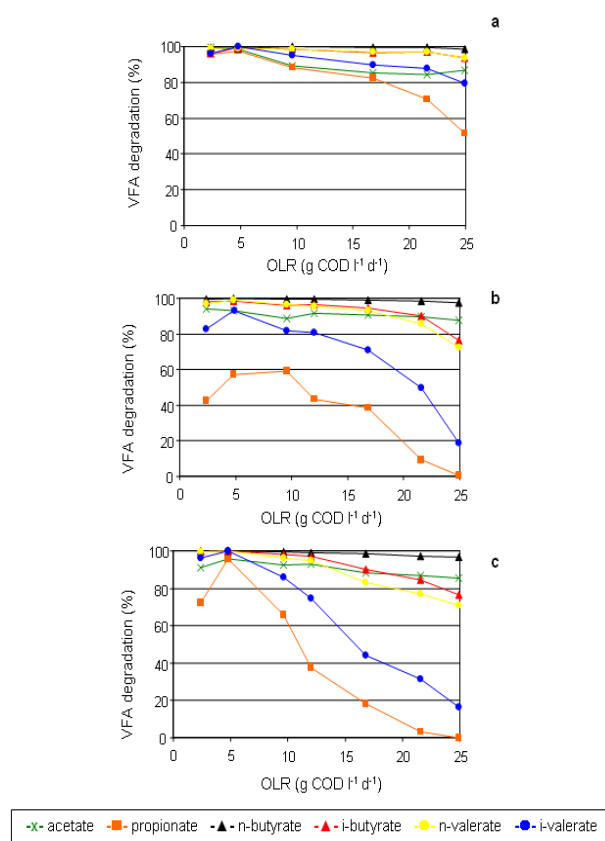 a
VFA degradation (%)
100
80
60
40
20
0
0 5 10 15 20 25
OLR (g COD l⁻¹ d⁻¹)
b
VFA degradation (%)
100
80
60
40
20
0
0 5 10 15 20 25
OLR (g COD l⁻¹ d⁻¹)
c
VFA degradation (%)
100
80
60
40
20
0
0 5 10 15 20 25
OLR (g COD l⁻¹ d⁻¹)
acetate propionate n-butyrate i-butyrate n-valerate i-valerate